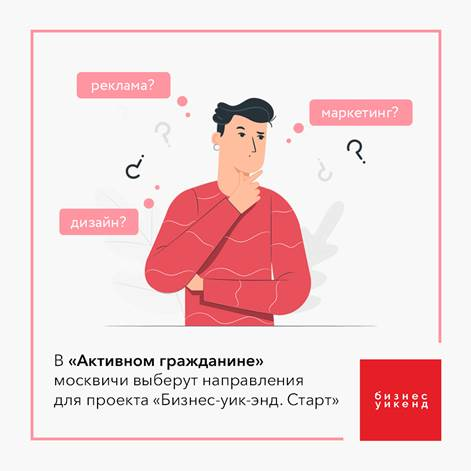 реклама?
маркетинг?
дизайн?
В «Активном гражданине»
москвичи выберут направления
для проекта «Бизнес-уик-энд. Старт»
бизнес
уикенд